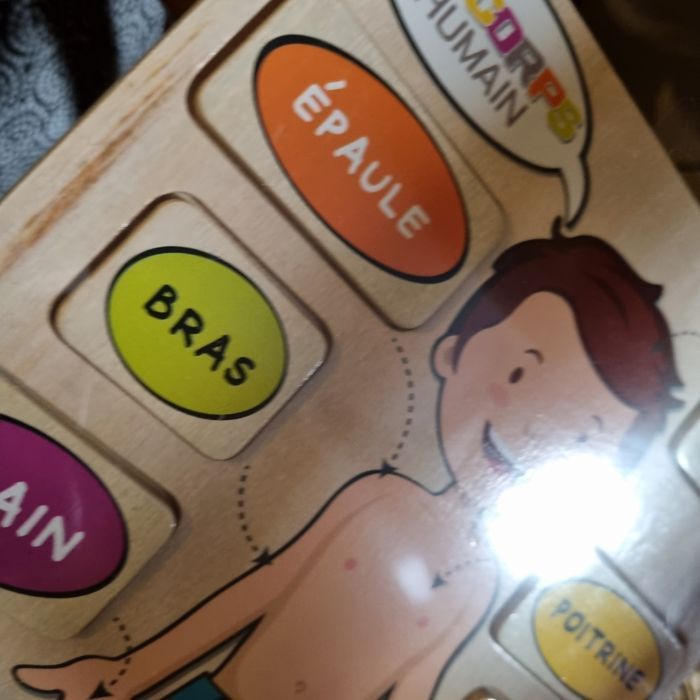 CORPS
HUMAIN
ÉPAULE
BRAS
AIN
POITRINE